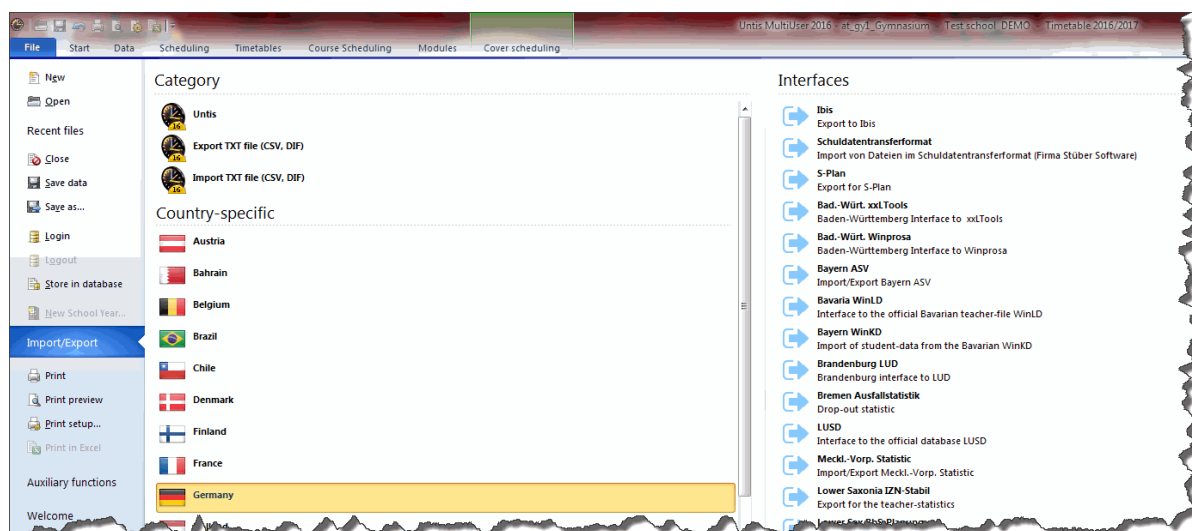 Untis MultiUser 2016 - at_gy1_Gymnasium - Test school DEMO - Timetable 2016/2017
File Start Data Scheduling Timetables Course Scheduling Modules Cover scheduling
New
Open
Recent files
Close
Save data
Save as...
Login
Logout
Store in database
New School Year...
Import/Export
Print
Print preview
Print setup...
Print in Excel
Auxiliary functions
Welcome
Category
16
Untis
16
Export TXT file (CSV, DIF)
16
Import TXT file (CSV, DIF)
Country-specific
Austria
Bahrain
Belgium
Brazil
Chile
Denmark
Finland
France
Germany
Interfaces
Ibis
Export to Ibis
Schuldatentransferformat
Import von Dateien im Schuldatentransferformat (Firma Stüber Software)
S-Plan
Export for S-Plan
Bad.-Würt. xxLTools
Baden-Württemberg Interface to xxLTools
Bad.-Würt. Winprosa
Baden-Württemberg Interface to Winprosa
Bayern ASV
Import/Export Bayern ASV
Bavaria WinLD
Interface to the official Bavarian teacher-file WinLD
Bayern WinKD
Import of student-data from the Bavarian WinKD
Brandenburg LUD
Brandenburg interface to LUD
Bremen Ausfallstatistik
Drop-out statistic
LUSD
Interface to the official database LUSD
Meckl.-Vorp. Statistic
Import/Export Meckl.-Vorp. Statistic
Lower Saxonia IZN-Stabil
Export for the teacher-statistics